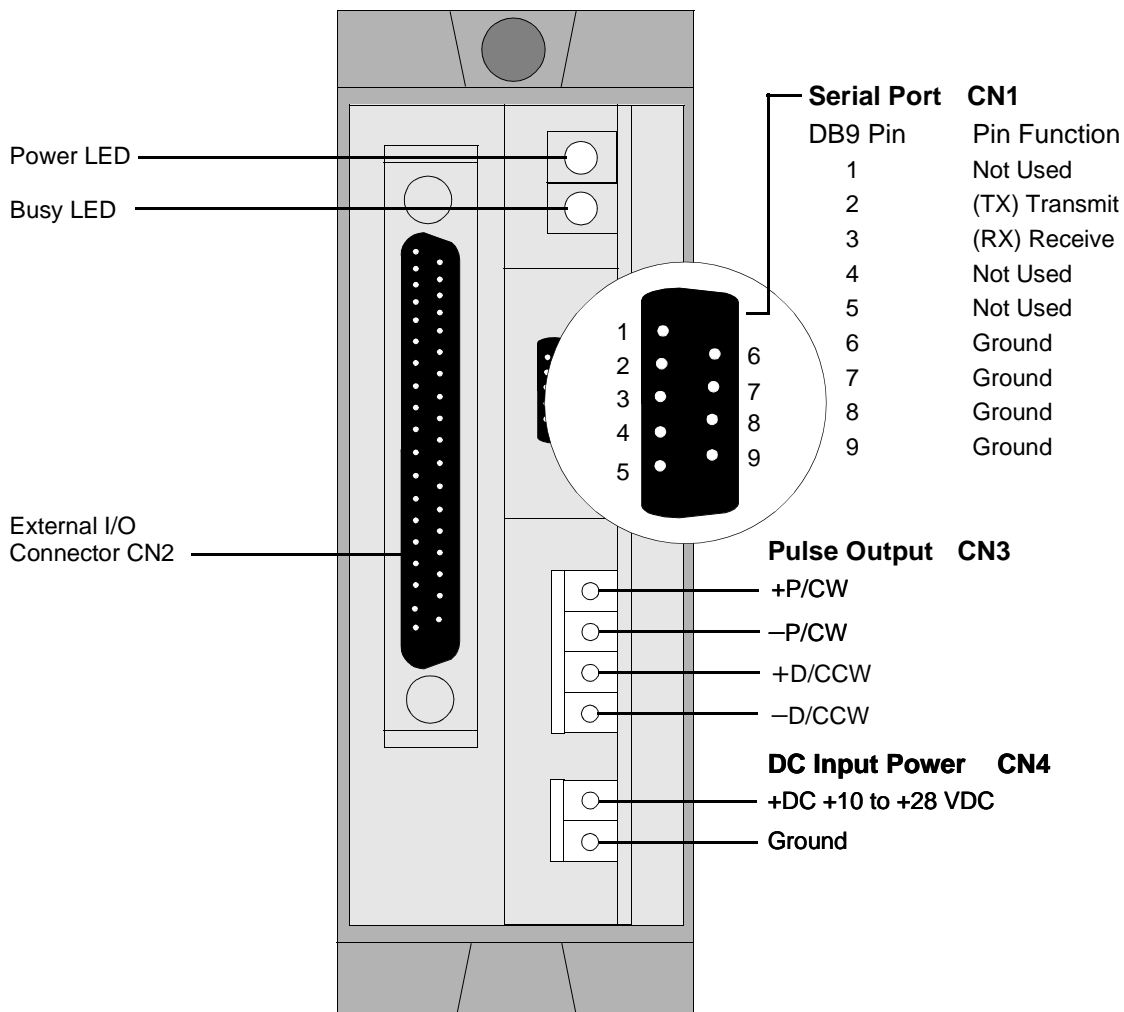 Power LED
Busy LED
External I/O
Connector CN2
Serial Port CN1
DB9 Pin Pin Function
1 Not Used
2 (TX) Transmit
3 (RX) Receive
4 Not Used
5 Not Used
6 Ground
7 Ground
8 Ground
9 Ground
1
2
3
4
5
6
7
8
9
Pulse Output CN3
+P/CW
–P/CW
+D/CCW
–D/CCW
DC Input Power CN4
+DC +10 to +28 VDC
Ground